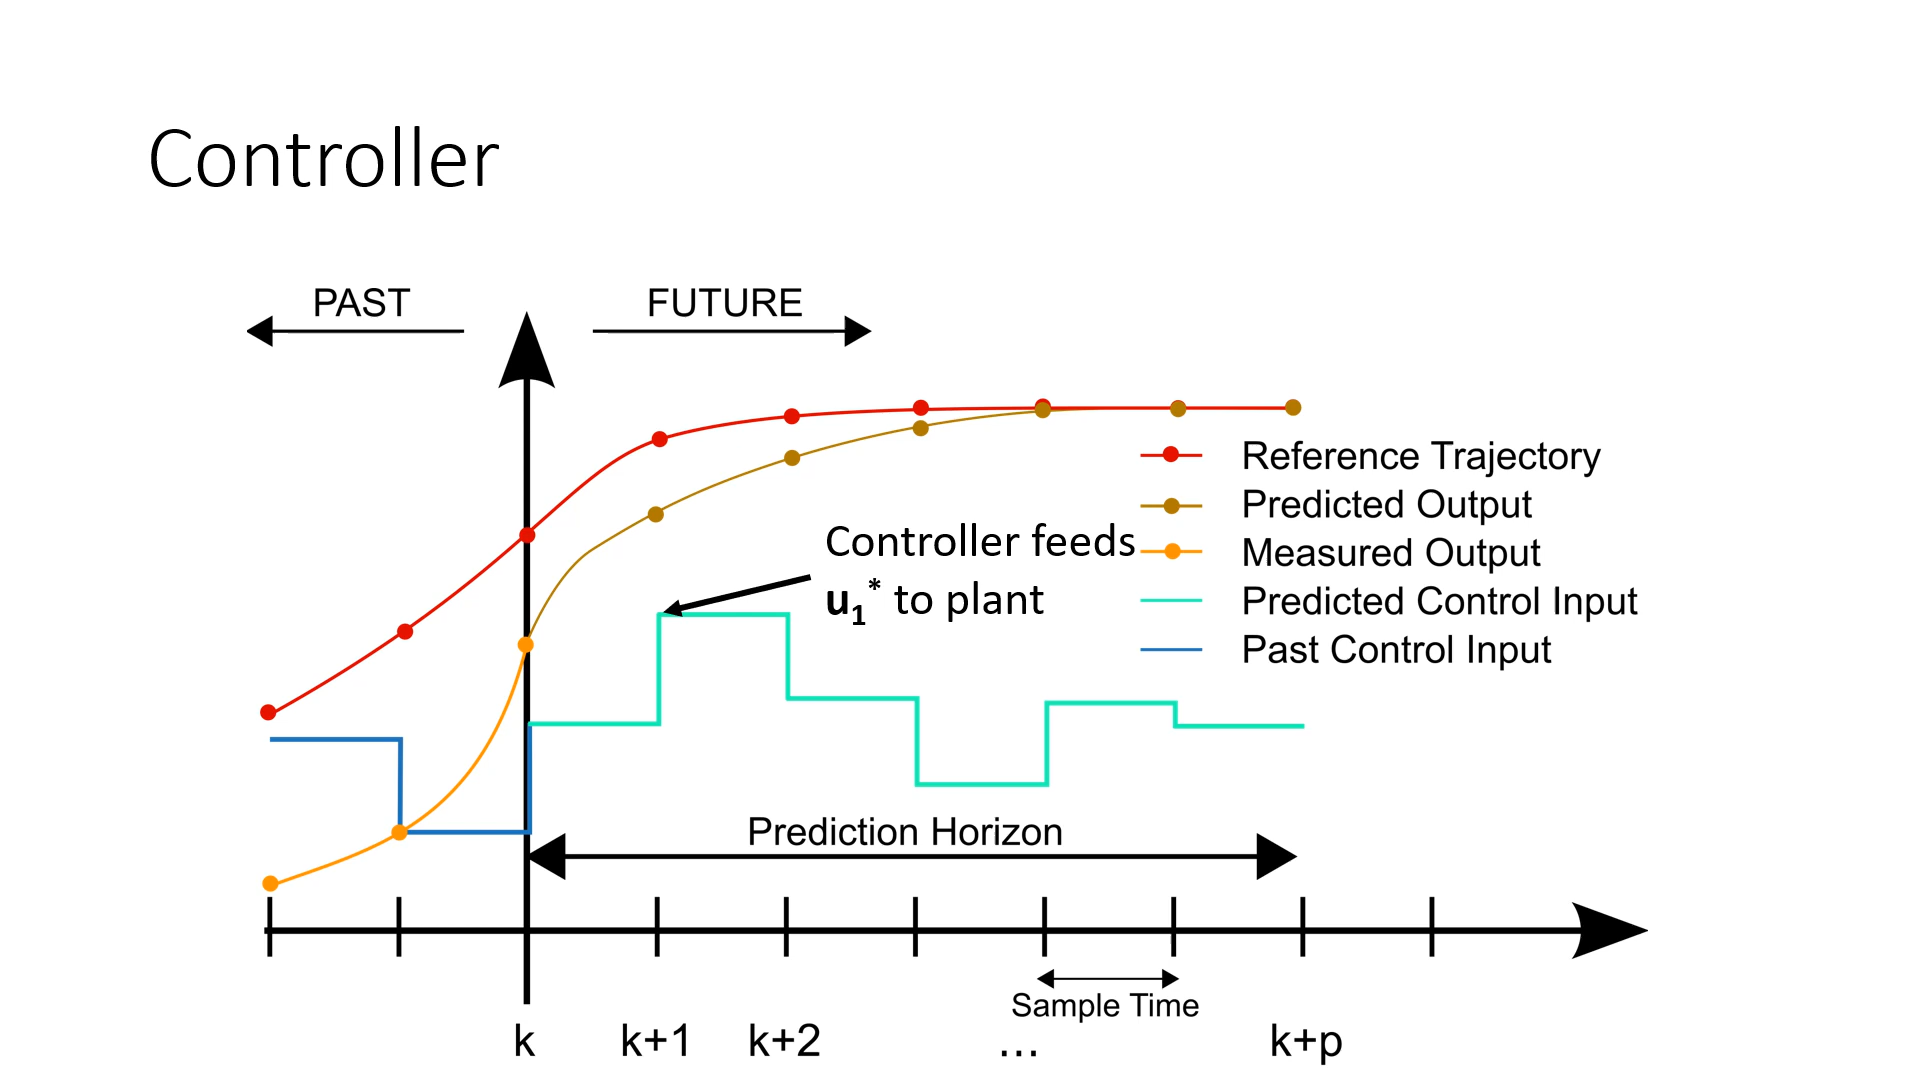 Controller
PAST
FUTURE
Reference Trajectory
Predicted Output
Controller feeds
Measured Output
u₁* to plant
Predicted Control Input
Past Control Input
Prediction Horizon
Sample Time
k
k+1
k+2
...
k+p